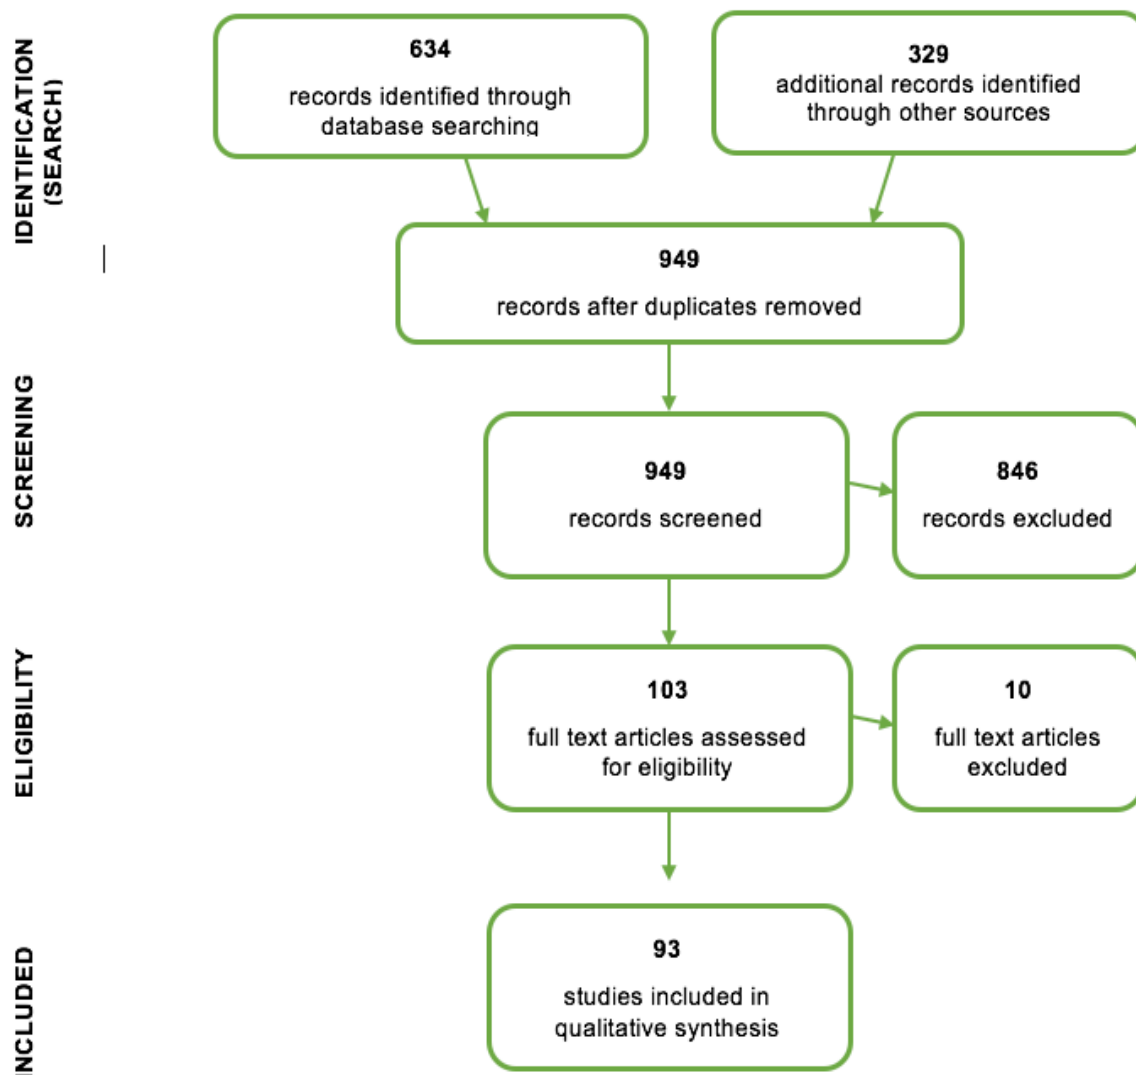 IDENTIFICATION
(SEARCH)
634
records identified through
database searching
329
additional records identified
through other sources
949
records after duplicates removed
SCREENING
949
records screened
846
records excluded
ELIGIBILITY
103
full text articles assessed
for eligibility
10
full text articles
excluded
INCLUDED
93
studies included in
qualitative synthesis